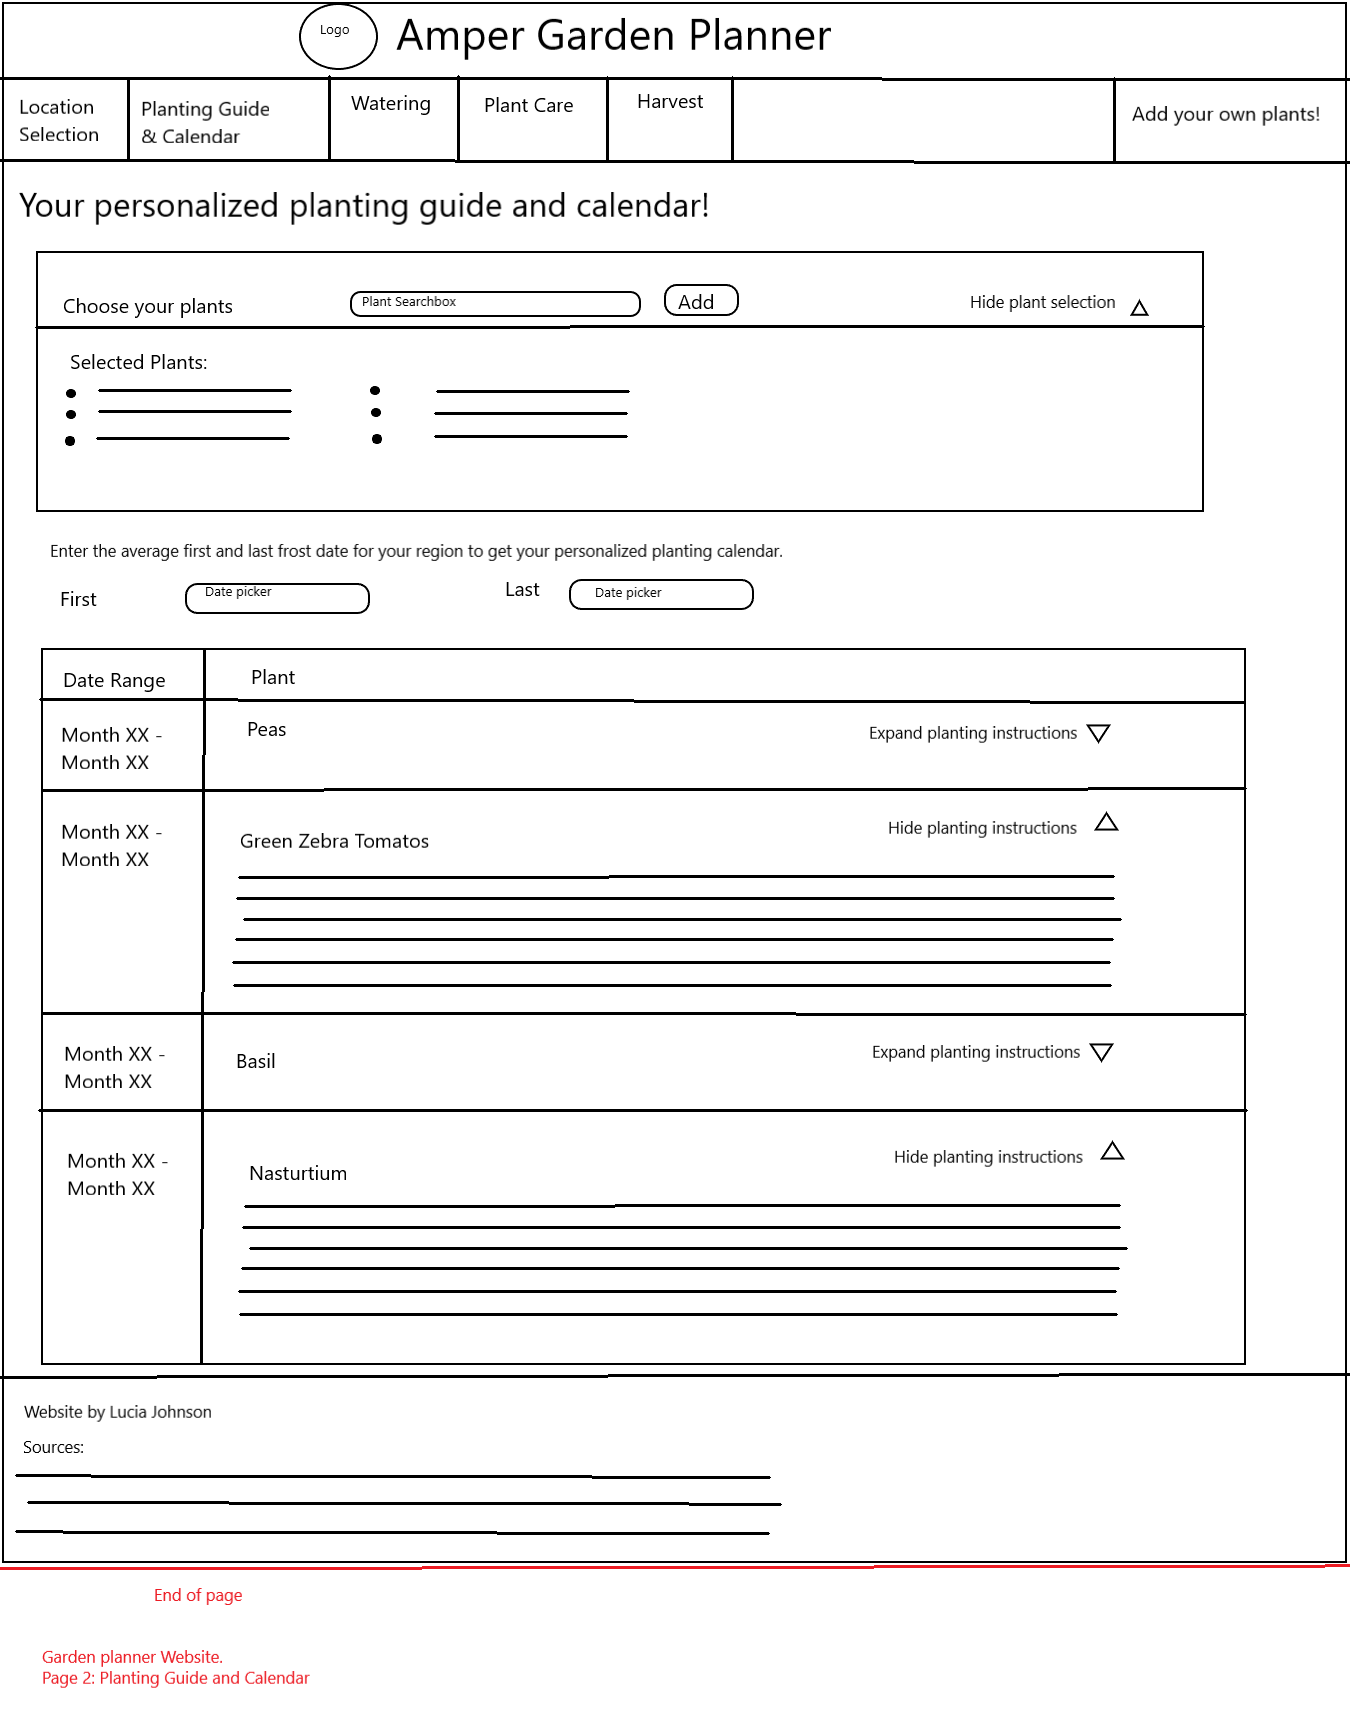 Logo
Amper Garden Planner
Location
Selection
Planting Guide
& Calendar
Watering
Plant Care
Harvest
Add your own plants!
Your personalized planting guide and calendar!
Choose your plants
Plant Searchbox
Add
Hide plant selection
Selected Plants:
Enter the average first and last frost date for your region to get your personalized planting calendar.
First
Date picker
Last
Date picker
Date Range
Plant
Month XX -
Month XX
Peas
Expand planting instructions
Month XX -
Month XX
Green Zebra Tomatos
Hide planting instructions
Month XX -
Month XX
Basil
Expand planting instructions
Month XX -
Month XX
Nasturtium
Hide planting instructions
Website by Lucia Johnson
Sources:
End of page
Garden planner Website.
Page 2: Planting Guide and Calendar